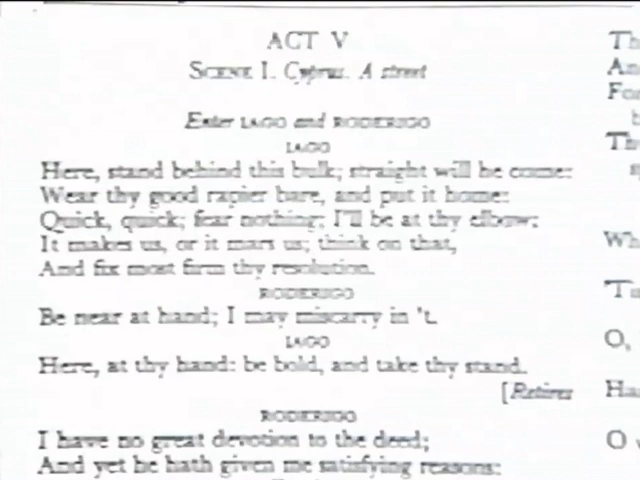 ACT V
SCENE I. Cyprus. A street
Enter IAGO and RODERIGO
IAGO
Here, stand behind this bulk; straight will he come:
Wear thy good rapier bare, and put it home:
Quick, quick; fear nothing; I'll be at thy elbow:
It makes us, or it mars us; think on that,
And fix most firm thy resolution.
RODERIGO
Be near at hand; I may miscarry in 't.
IAGO
Here, at thy hand: be bold, and take thy stand.
[Retires
RODERIGO
I have no great devotion to the deed;
And yet he hath given me satisfying reasons:
O,
O